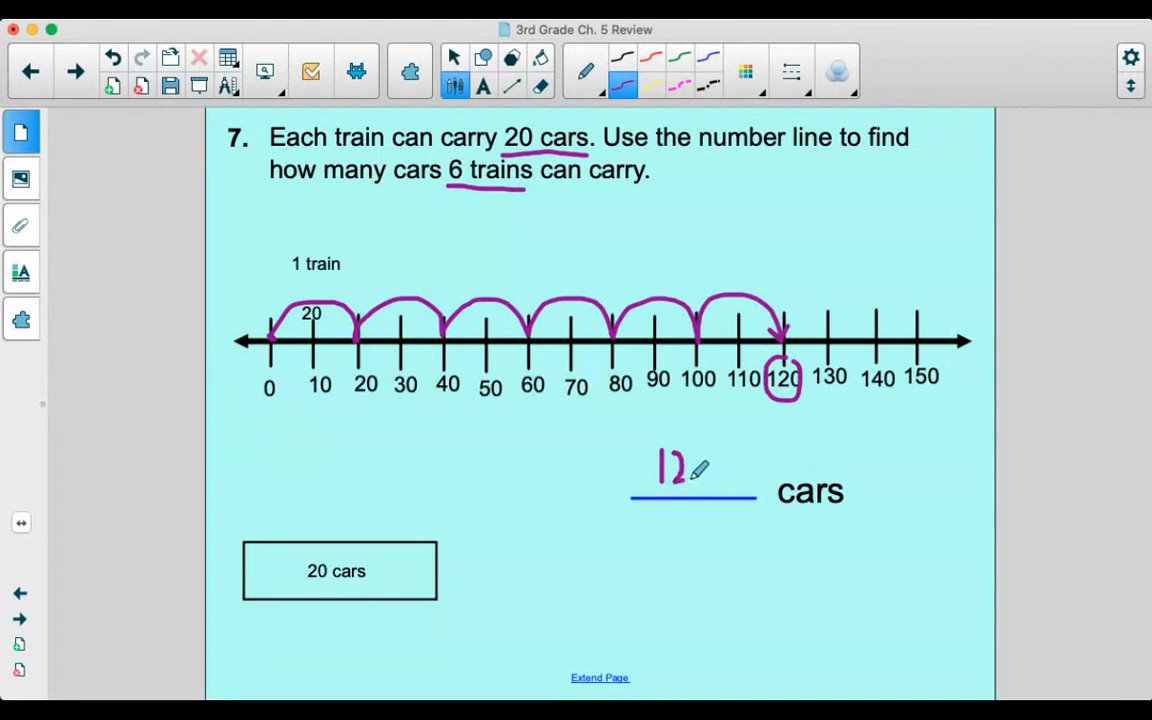 3rd Grade Ch. 5 Review
A
A
A
7. Each train can carry 20 cars. Use the number line to find
how many cars 6 trains can carry.
1 train
20
0 10 20 30 40 50 60 70 80 90 100 110 120 130 140 150
12
cars
20 cars
Extend Page